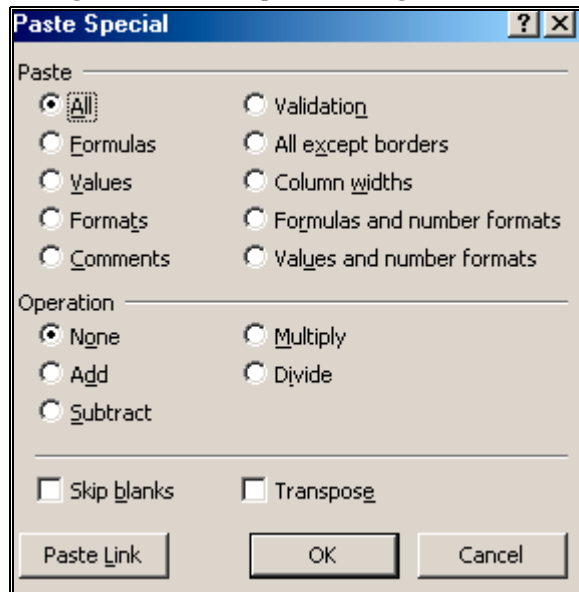 Paste Special
Paste
All Validation
Formulas All except borders
Values Column widths
Formats Formulas and number formats
Comments Values and number formats
Operation
None Multiply
Add Divide
Subtract
Skip blanks Transpose
Paste Link OK Cancel